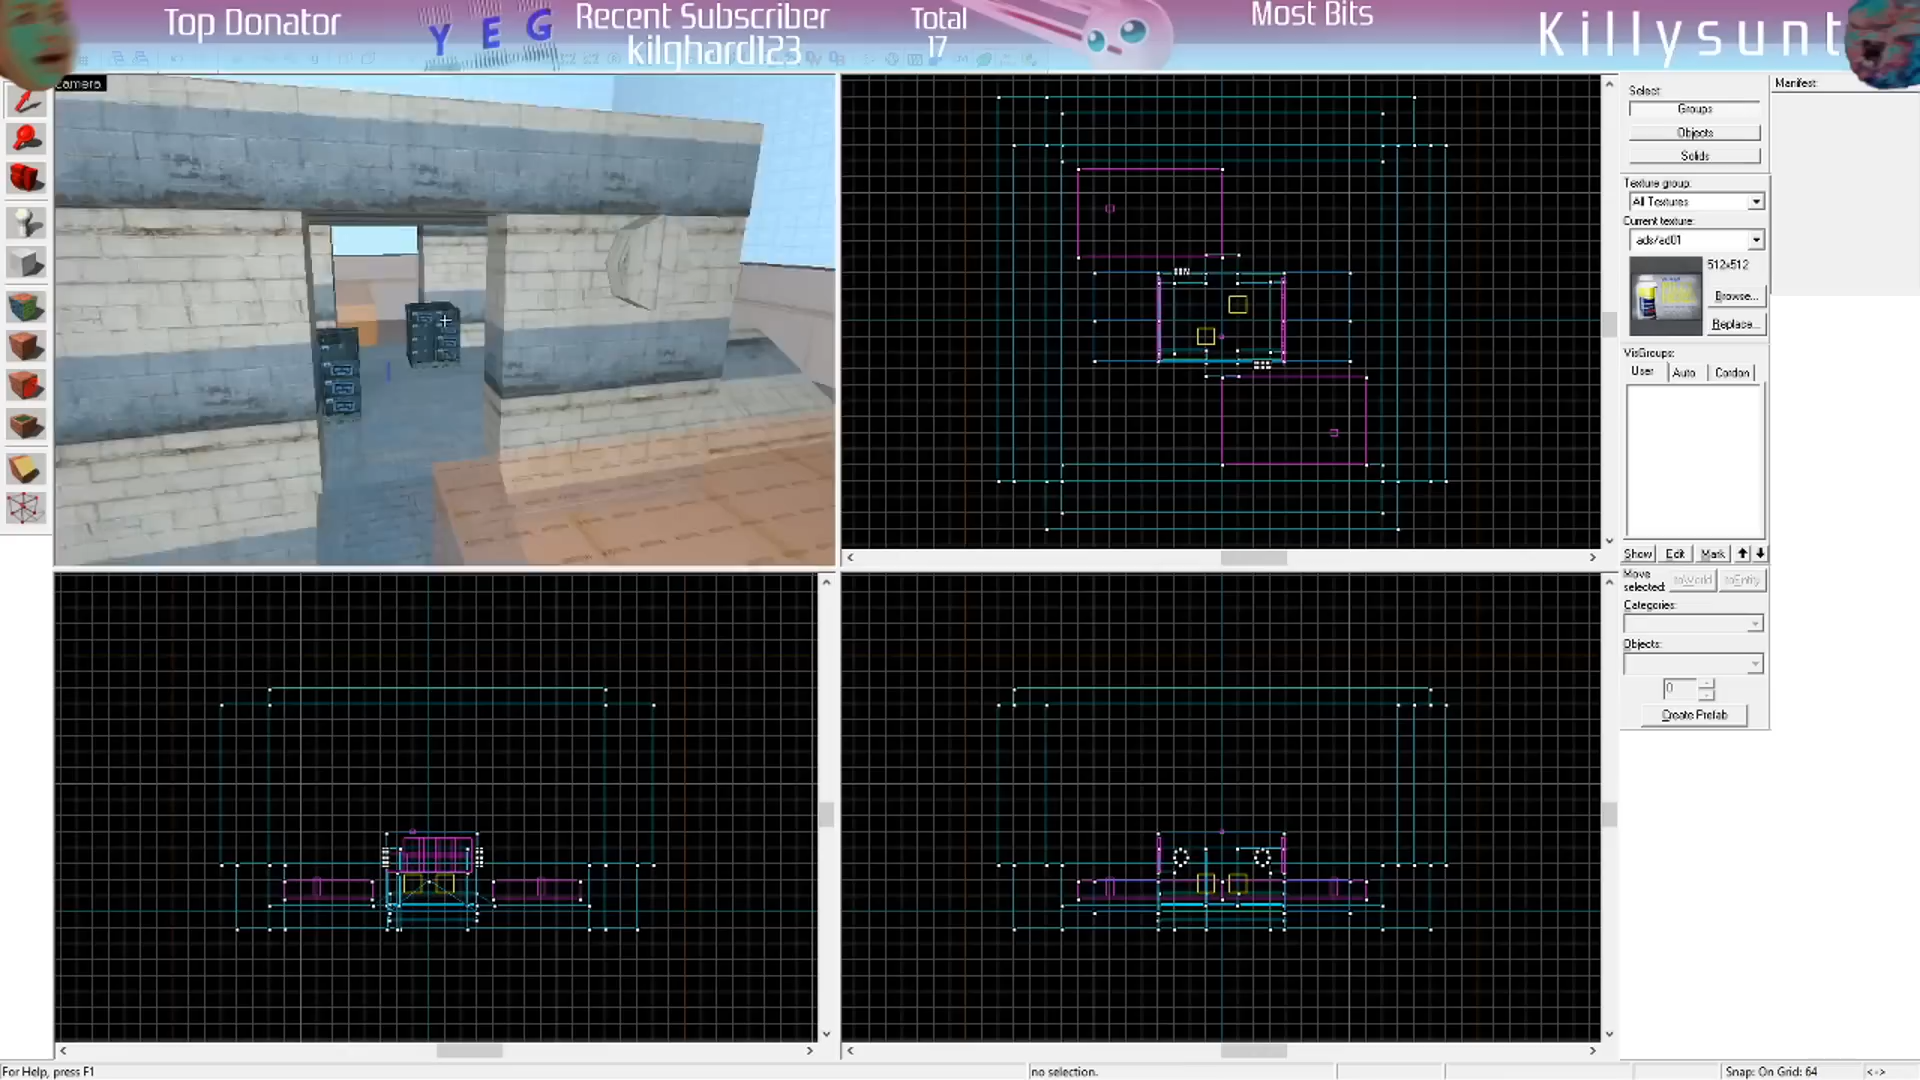 Top Donator
YEG
Recent Subscriber
kilghard123
Total
17
Most Bits
Killysunt
camera
Select:
Groups
Objects
Solids
Manifest:
Texture group:
All Textures
Current texture:
ads/ad01
512x512
Browse...
Replace...
VisGroups:
User
Auto
Cordon
Show
Edit
Mark
Move
selected:
toWorld
toEntity
Categories:
Objects:
0
Create Prefab
For Help, press F1
no selection.
Snap: On Grid: 64
<->